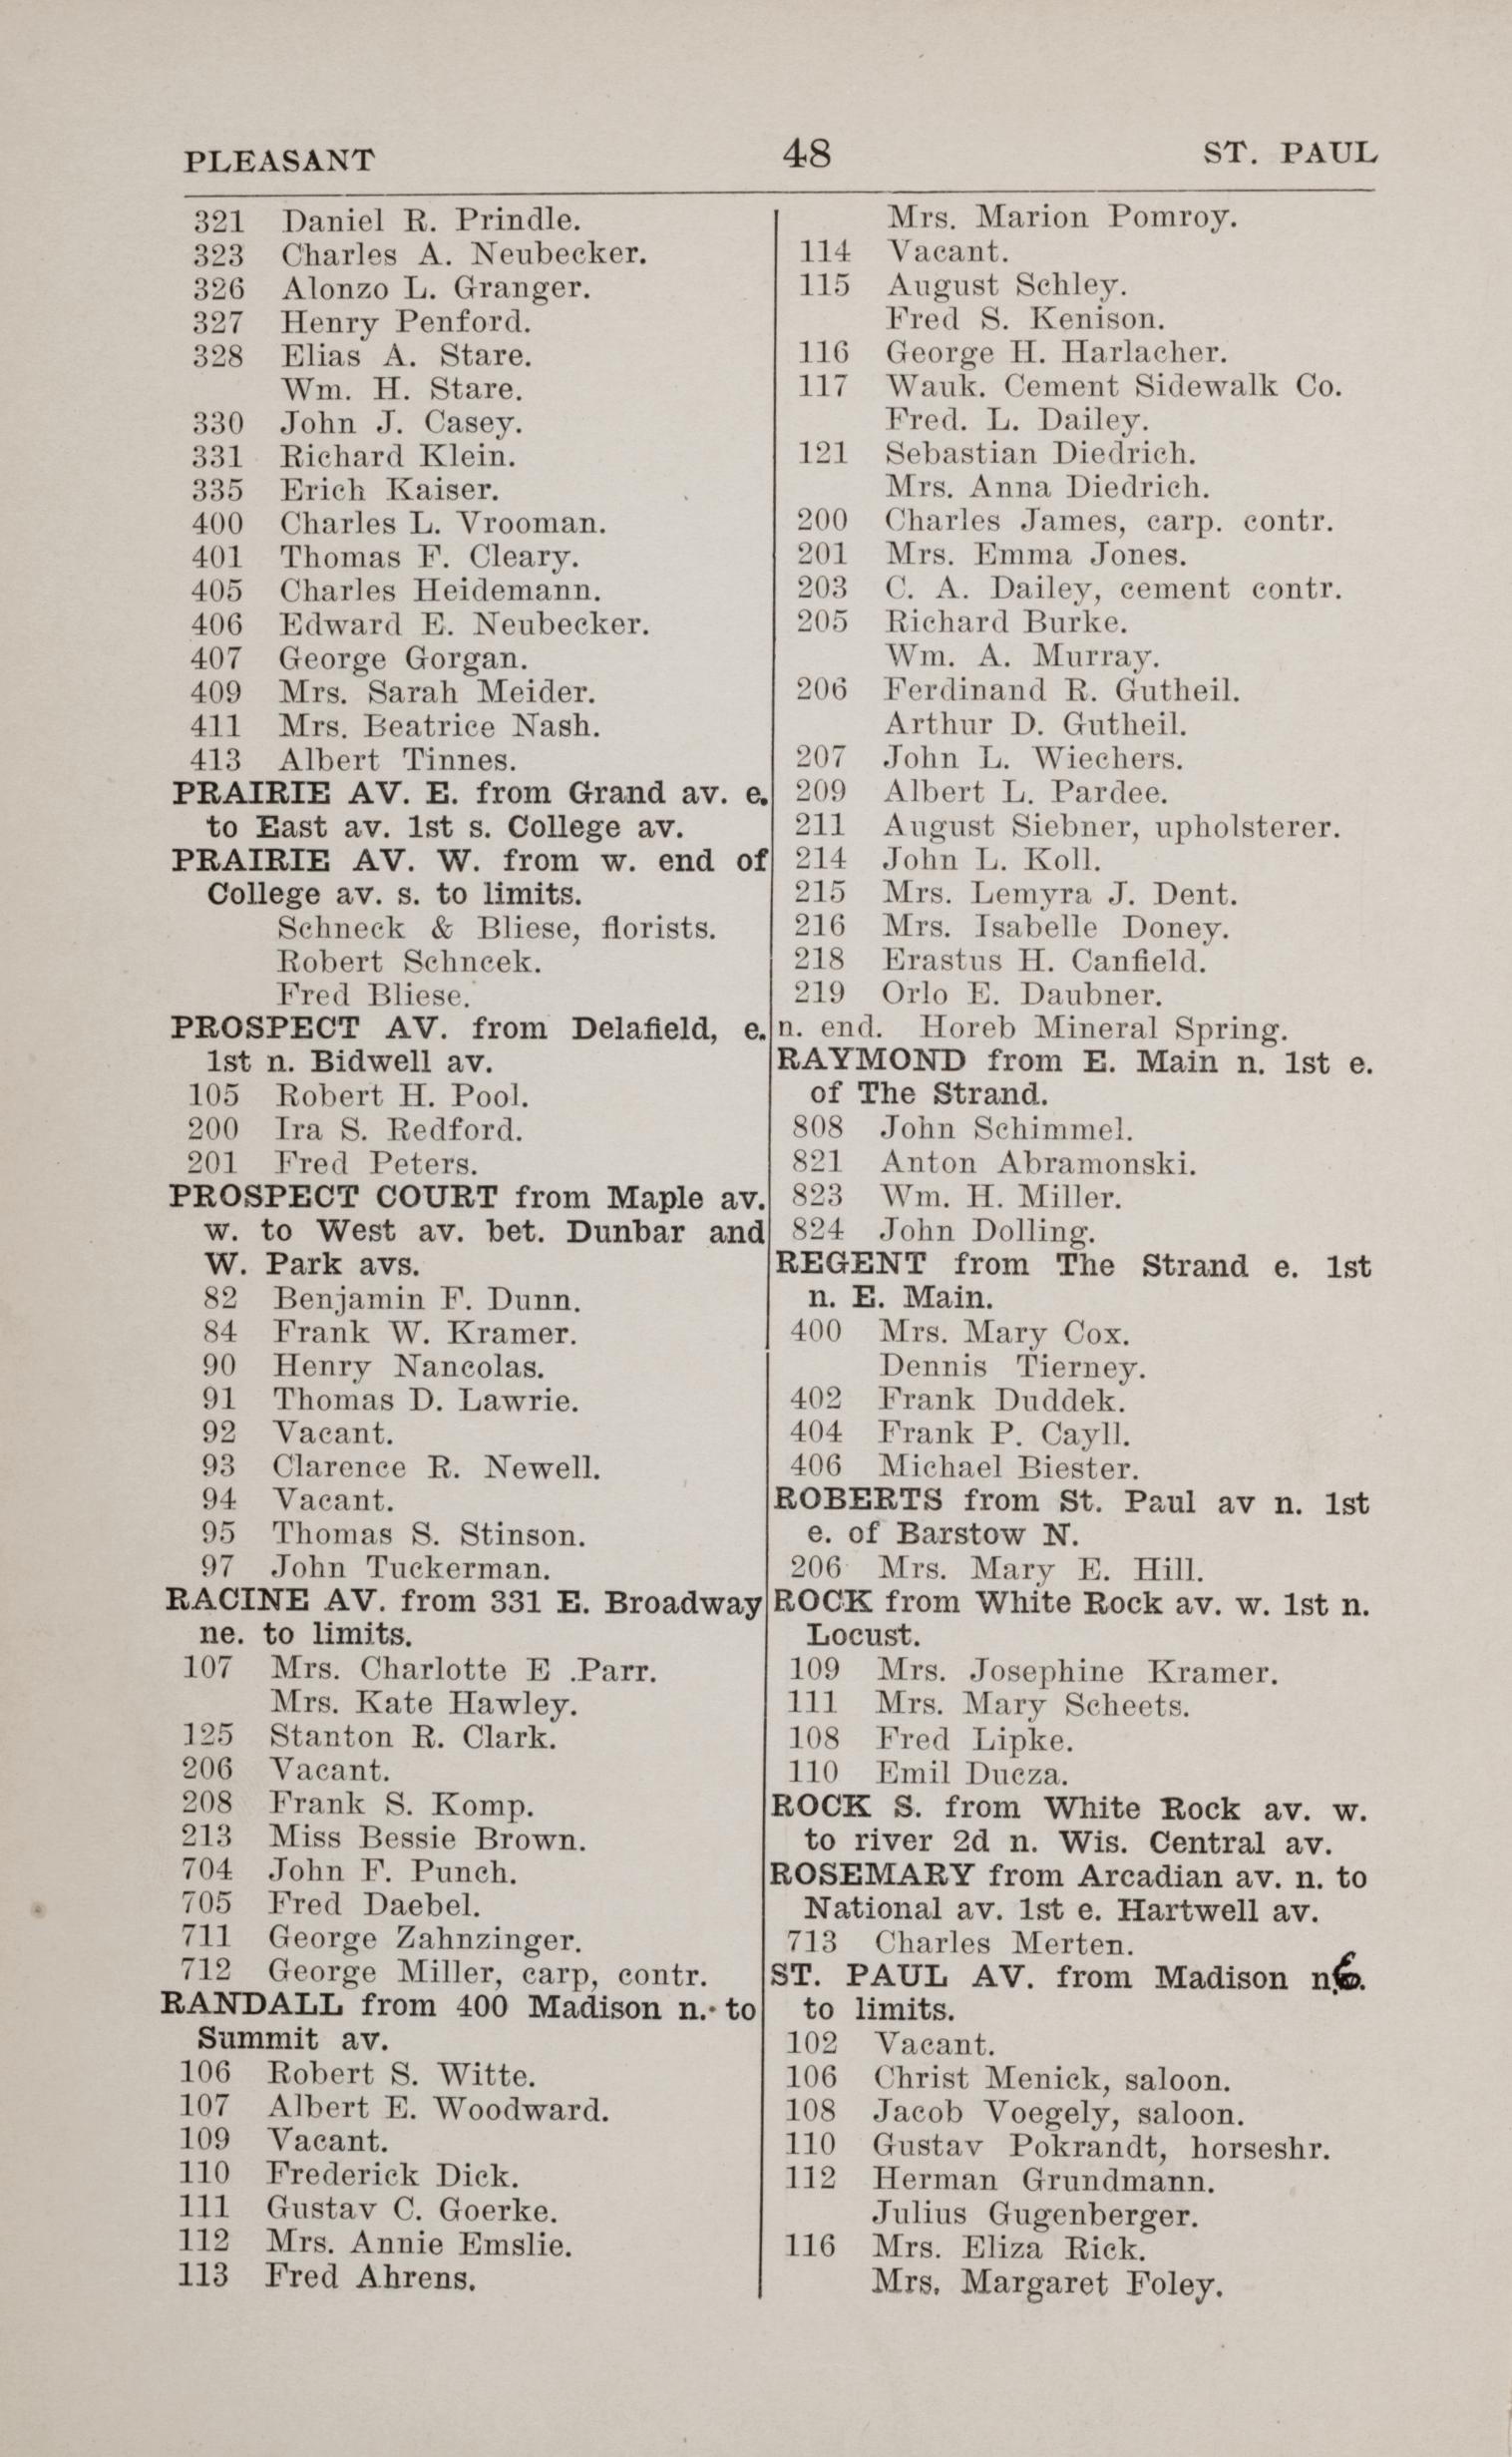 PLEASANT 48 ST. PAUL
321 Daniel R. Prindle.
323 Charles A. Neubecker.
326 Alonzo L. Granger.
327 Henry Penford.
328 Elias A. Stare.
Wm. H. Stare.
330 John J. Casey.
331 Richard Klein.
335 Erich Kaiser.
400 Charles L. Vrooman.
401 Thomas F. Cleary.
405 Charles Heidemann.
406 Edward E. Neubecker.
407 George Gorgan.
409 Mrs. Sarah Meider.
411 Mrs. Beatrice Nash.
413 Albert Tinnes.
PRAIRIE AV. E. from Grand av. e.
to East av. 1st s. College av.
PRAIRIE AV. W. from w. end of
College av. s. to limits.
Schneck & Bliese, florists.
Robert Schneek.
Fred Bliese.
PROSPECT AV. from Delafield, e.
1st n. Bidwell av.
105 Robert H. Pool.
200 Ira S. Redford.
201 Fred Peters.
PROSPECT COURT from Maple av.
w. to West av. bet. Dunbar and
W. Park avs.
82 Benjamin F. Dunn.
84 Frank W. Kramer.
90 Henry Nancolas.
91 Thomas D. Lawrie.
92 Vacant.
93 Clarence R. Newell.
94 Vacant.
95 Thomas S. Stinson.
97 John Tuckerman.
RACINE AV. from 331 E. Broadway
ne. to limits.
107 Mrs. Charlotte E .Parr.
Mrs. Kate Hawley.
125 Stanton R. Clark.
206 Vacant.
208 Frank S. Komp.
213 Miss Bessie Brown.
704 John F. Punch.
705 Fred Daebel.
711 George Zahnzinger.
712 George Miller, carp, contr.
RANDALL from 400 Madison n. to
Summit av.
106 Robert S. Witte.
107 Albert E. Woodward.
109 Vacant.
110 Frederick Dick.
111 Gustav C. Goerke.
112 Mrs. Annie Emslie.
113 Fred Ahrens.
Mrs. Marion Pomroy.
114 Vacant.
115 August Schley.
Fred S. Kenison.
116 George H. Harlacher.
117 Wauk. Cement Sidewalk Co.
Fred. L. Dailey.
121 Sebastian Diedrich.
Mrs. Anna Diedrich.
200 Charles James, carp. contr.
201 Mrs. Emma Jones.
203 C. A. Dailey, cement contr.
205 Richard Burke.
Wm. A. Murray.
206 Ferdinand R. Gutheil.
Arthur D. Gutheil.
207 John L. Wiechers.
209 Albert L. Pardee.
211 August Siebner, upholsterer.
214 John L. Koll.
215 Mrs. Lemyra J. Dent.
216 Mrs. Isabelle Doney.
218 Erastus H. Canfield.
219 Orlo E. Daubner.
n. end. Horeb Mineral Spring.
RAYMOND from E. Main n. 1st e.
of The Strand.
808 John Schimmel.
821 Anton Abramonski.
823 Wm. H. Miller.
824 John Dolling.
REGENT from The Strand e. 1st
n. E. Main.
400 Mrs. Mary Cox.
Dennis Tierney.
402 Frank Duddek.
404 Frank P. Cayll.
406 Michael Biester.
ROBERTS from St. Paul av n. 1st
e. of Barstow N.
206 Mrs. Mary E. Hill.
ROCK from White Rock av. w. 1st n.
Locust.
109 Mrs. Josephine Kramer.
111 Mrs. Mary Scheets.
108 Fred Lipke.
110 Emil Ducza.
ROCK S. from White Rock av. w.
to river 2d n. Wis. Central av.
ROSEMARY from Arcadian av. n. to
National av. 1st e. Hartwell av.
713 Charles Merten.
ST. PAUL AV. from Madison n.
to limits.
102 Vacant.
106 Christ Menick, saloon.
108 Jacob Voegely, saloon.
110 Gustav Pokrandt, horseshr.
112 Herman Grundmann.
Julius Gugenberger.
116 Mrs. Eliza Rick.
Mrs. Margaret Foley.